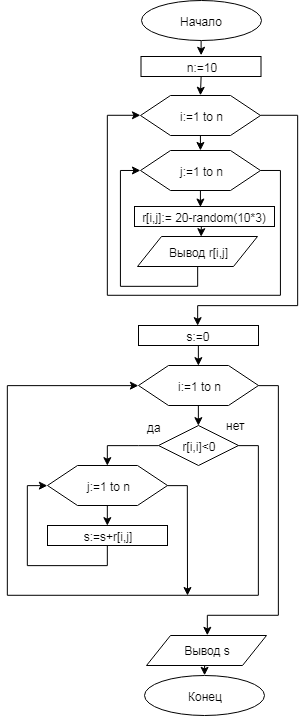 Начало
n:=10
i:=1 to n
j:=1 to n
r[i,j]:= 20-random(10*3)
Вывод r[i,j]
s:=0
i:=1 to n
да
нет
r[i,i]<0
j:=1 to n
s:=s+r[i,j]
Вывод s
Конец